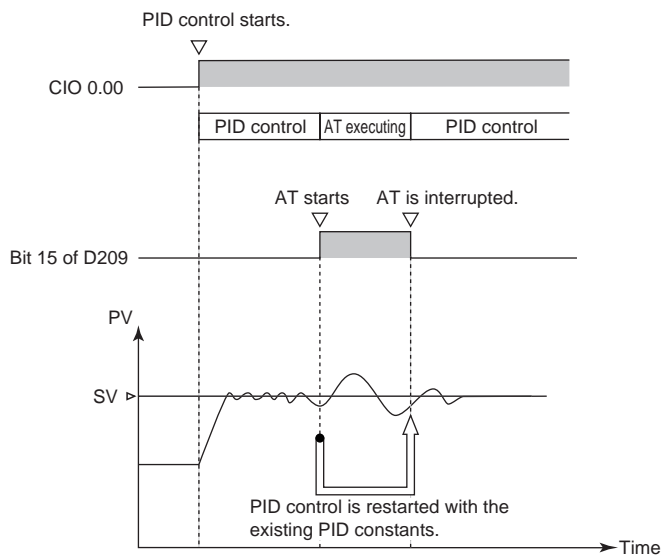 PID control starts.
CIO 0.00
PID control
AT executing
PID control
AT starts
AT is interrupted.
Bit 15 of D209
PV
SV
PID control is restarted with the
existing PID constants.
Time